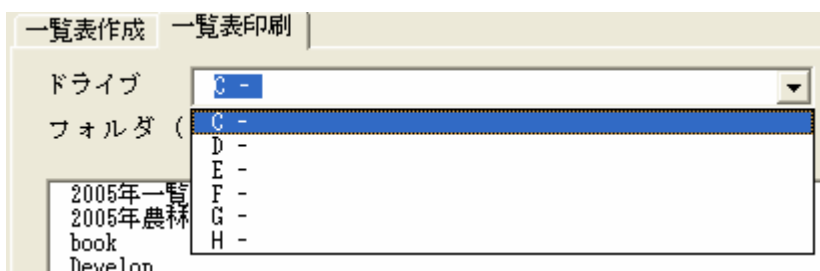 一覧表作成 一覧表印刷
ドライブ C -
フォルダ (
C -
D -
E -
F -
G -
H -
2005年一覧
2005年農林
book
Develop